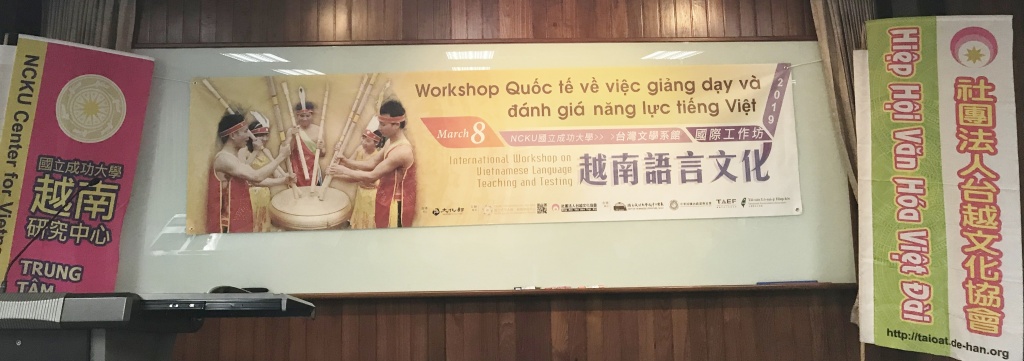 NCKU Center for Vietn
國立成功大學
越南
研究中心
TRUNG
TÂM
Workshop Quốc tế về việc giảng dạy và
đánh giá năng lực tiếng Việt
2019
March 8
NCKU國立成功大學>> >台灣文學系館
國際工作坊
International Workshop on
Vietnamese Language
Teaching and Testing
越南語言文化
文化部
TAEF
Hiệp Hội Văn Hóa Việt Đài
社團法人台越文化協會
http://taioat.de-han.org